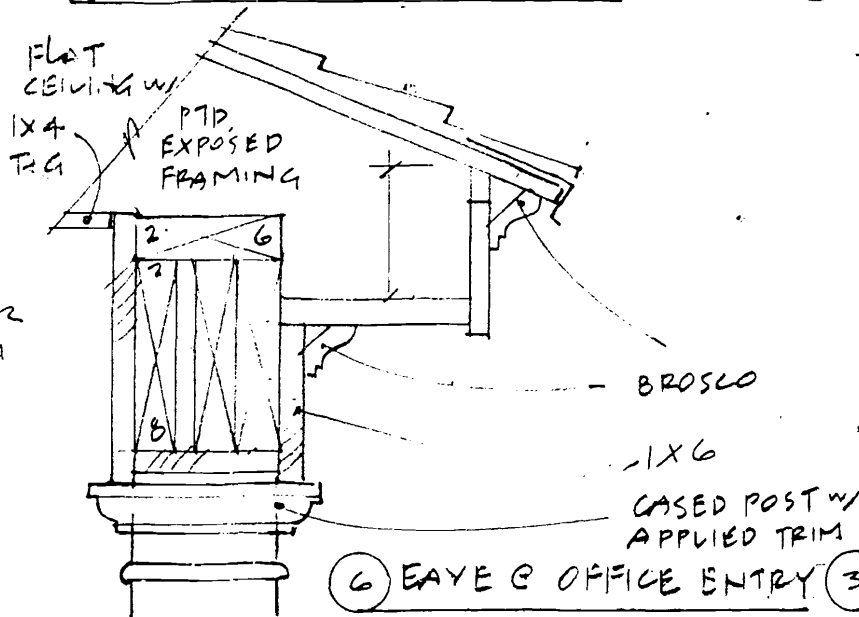 FLAT
CEILING W/
1X4
T&G
PTD.
EXPOSED
FRAMING
2 6
2
8
BROSCO
1X6
CASED POST W/
APPLIED TRIM
6 EAVE @ OFFICE ENTRY 3